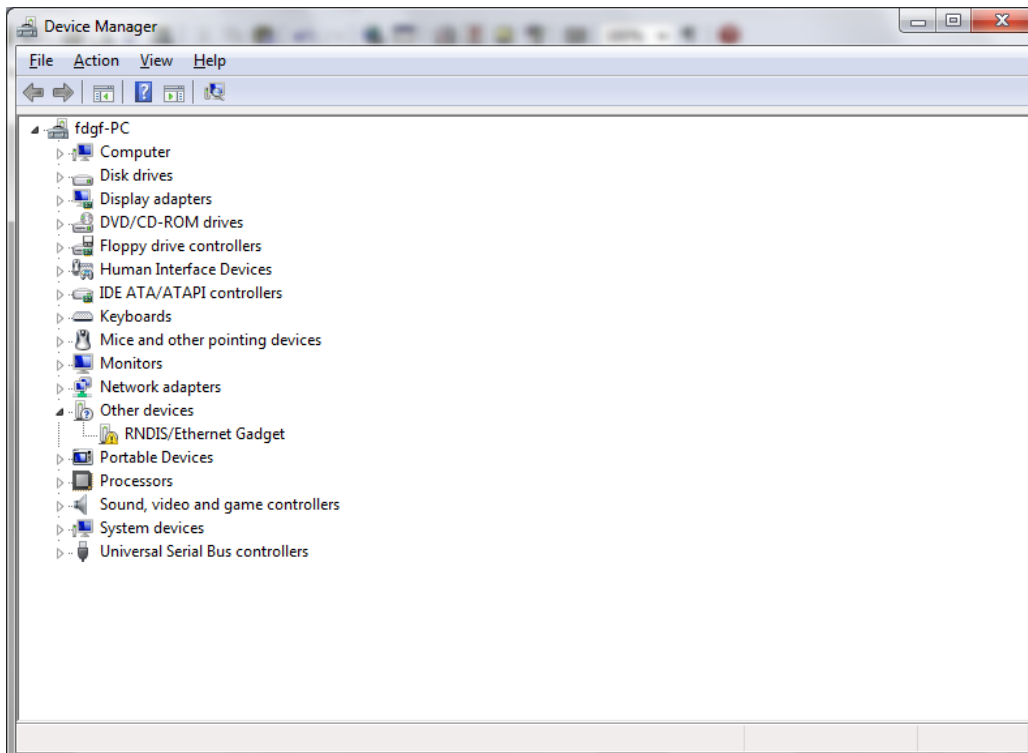 Device Manager
File Action View Help
fdgf-PC
Computer
Disk drives
Display adapters
DVD/CD-ROM drives
Floppy drive controllers
Human Interface Devices
IDE ATA/ATAPI controllers
Keyboards
Mice and other pointing devices
Monitors
Network adapters
Other devices
RNDIS/Ethernet Gadget
Portable Devices
Processors
Sound, video and game controllers
System devices
Universal Serial Bus controllers